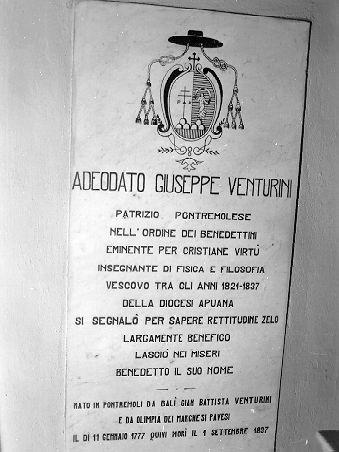 ADEODATO GIUSEPPE VENTURINI
PATRIZIO PONTREMOLESE
NELL'ORDINE DEI BENEDETTINI
EMINENTE PER CRISTIANE VIRTÙ
INSEGNANTE DI FISICA E FILOSOFIA
VESCOVO TRA GLI ANNI 1821-1837
DELLA DIOCESI APUANA
SI SEGNALÒ PER SAPERE RETTITUDINE ZELO
LARGAMENTE BENEFICO
LASCIÒ NEI MISERI
BENEDETTO IL SUO NOME
NATO IN PONTREMOLI DA BALÌ GIAN BATTISTA VENTURINI
E DA OLIMPIA DEI MARCHESI PAVESI
IL DI 11 GENNAIO 1777 QUIVI MORÌ IL 1 SETTEMBRE 1837